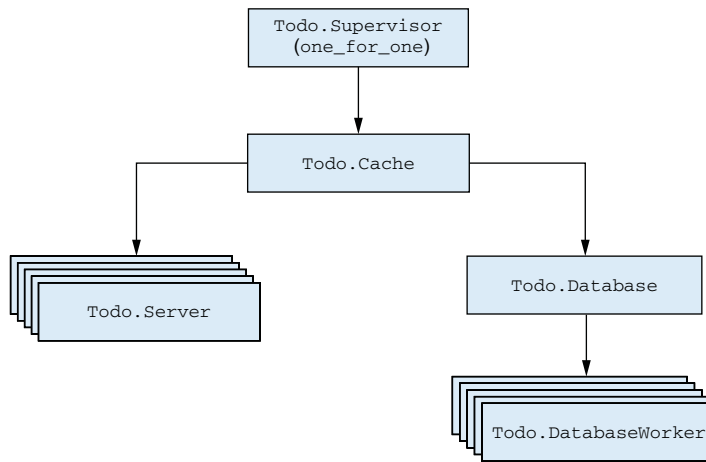 Todo.Supervisor
(one_for_one)
Todo.Cache
Todo.Server
Todo.Database
Todo.DatabaseWorker